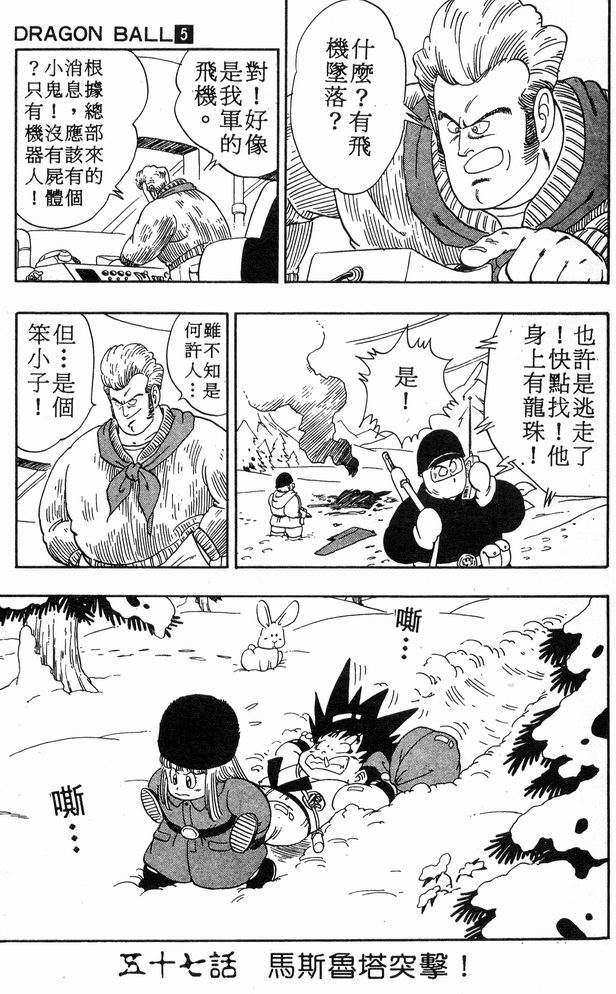 DRAGON BALL 5
什麼？有飛
機墜落？
對！好像
是我軍的
飛機。
根據總部來的
消息，應該有個
小鬼！沒有屍體
？只有機器人！
也許是逃走了
！快點找！他
身上有龍珠！
是！
雖不知是
何許人…
但…是個
笨小子！
嘶…
嘶…
五十七話 馬斯魯塔突擊！